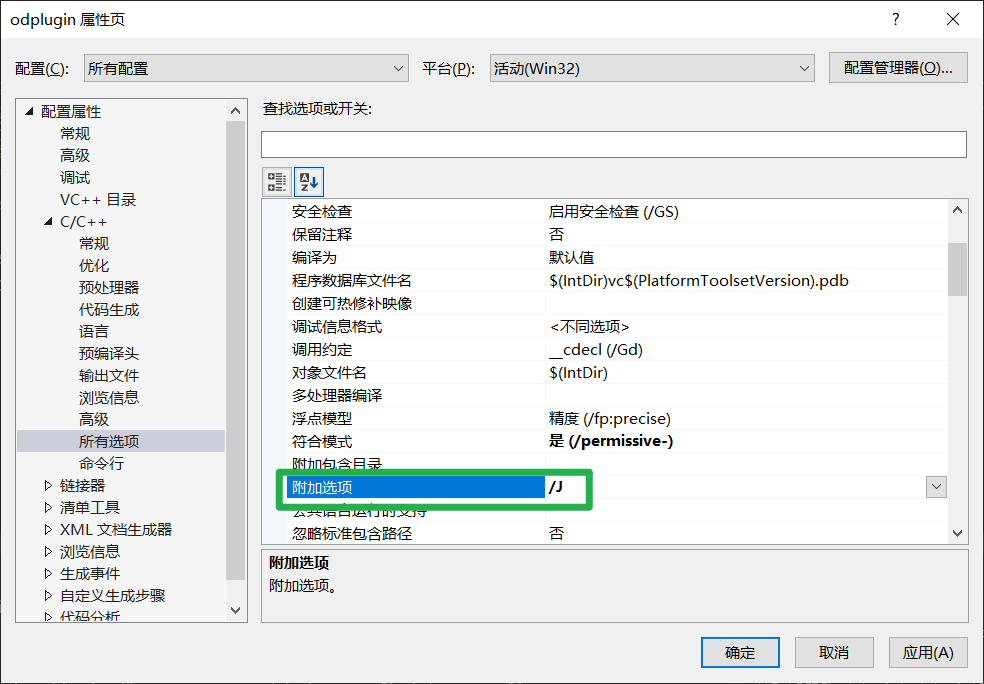 odplugin 属性页
?
配置(C): 所有配置 平台(P): 活动(Win32) 配置管理器(O)...
配置属性
常规
高级
调试
VC++ 目录
C/C++
常规
优化
预处理器
代码生成
语言
预编译头
输出文件
浏览信息
高级
所有选项
命令行
链接器
清单工具
XML 文档生成器
浏览信息
生成事件
自定义生成步骤
代码分析
查找选项或开关:
安全检查 启用安全检查 (/GS)
保留注释 否
编译为 默认值
程序数据库文件名 $(IntDir)vc$(PlatformToolsetVersion).pdb
创建可热修补映像
调试信息格式 <不同选项>
调用约定 __cdecl (/Gd)
对象文件名 $(IntDir)
多处理器编译
浮点模型 精度 (/fp:precise)
符合模式 是 (/permissive-)
附加包含目录
附加选项 /J
公共语言运行时支持
忽略标准包含路径 否
附加选项
附加选项。
确定 取消 应用(A)